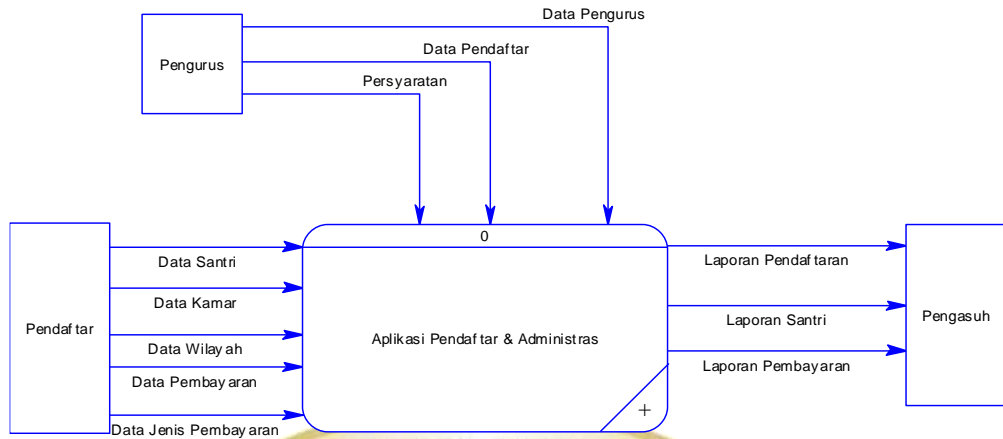 Data Pengurus
Data Pendaftar
Pengurus
Persyaratan
0
Data Santri
Laporan Pendaftaran
Data Kamar
Pendaftar
Aplikasi Pendaftar & Administras
Laporan Santri
Pengasuh
Data Wilayah
Laporan Pembayaran
Data Pembayaran
+
Data Jenis Pembayaran